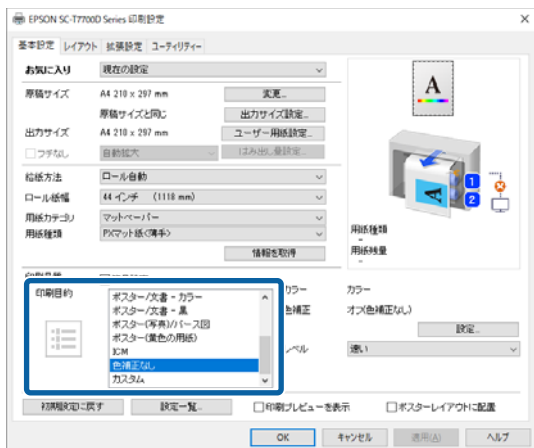 EPSON SC-T7700D Series 印刷設定
基本設定 レイアウト 拡張設定 ユーティリティー
お気に入り 現在の設定
原稿サイズ A4 210 x 297 mm 変更...
原稿サイズと同じ 出力サイズ設定...
出力サイズ A4 210 x 297 mm ユーザー用紙設定...
フチなし 自動拡大 はみ出し量設定...
給紙方法 ロール自動
ロール紙幅 44 インチ (1118 mm)
用紙カテゴリ マットペーパー
用紙種類 PXマット紙<薄手>
情報を取得
A
1
2
用紙種類
-
用紙残量
-
印刷目的
ポスター/文書 - カラー
ポスター/文書 - 黒
ポスター(写真)/パース図
ポスター(黄色の用紙)
ICM
色補正なし
カスタム
カラー
色補正 オフ(色補正なし)
設定...
速い
初期設定に戻す 設定一覧... 印刷プレビューを表示 ポスターレイアウトに配置
OK キャンセル 適用(A) ヘルプ